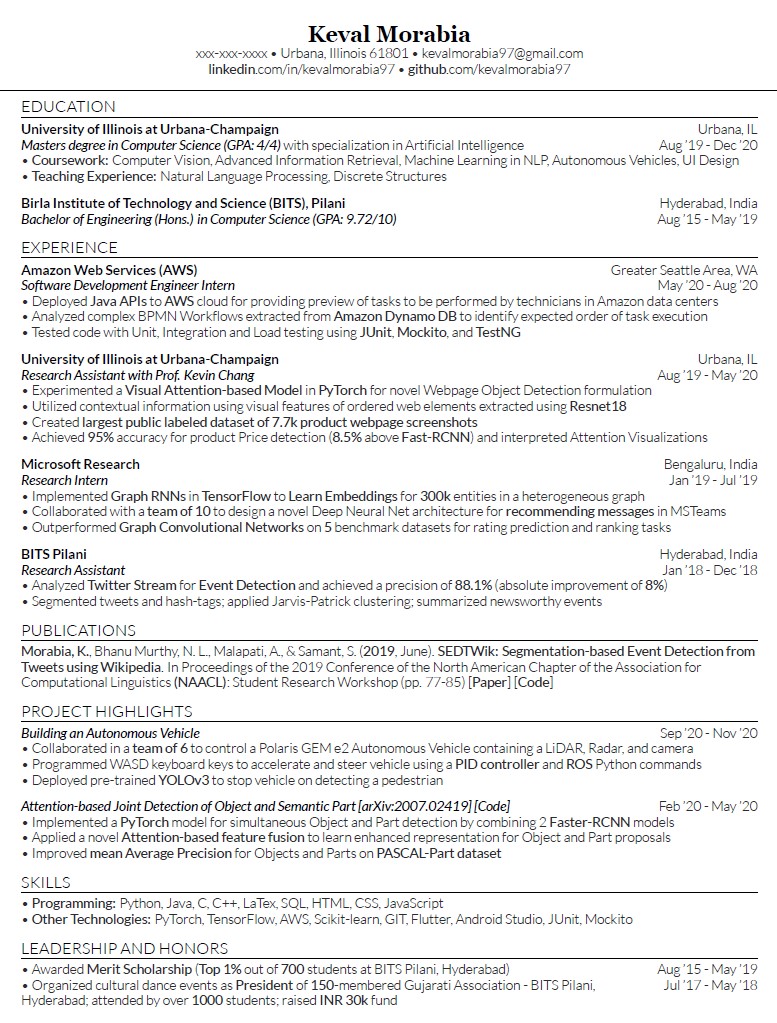 Keval Morabia
xxx-xxx-xxxx • Urbana, Illinois 61801 • kevalmorabia97@gmail.com
linkedin.com/in/kevalmorabia97 • github.com/kevalmorabia97
EDUCATION
University of Illinois at Urbana-Champaign Urbana, IL
Masters degree in Computer Science (GPA: 4/4) with specialization in Artificial Intelligence Aug '19 - Dec '20
• Coursework: Computer Vision, Advanced Information Retrieval, Machine Learning in NLP, Autonomous Vehicles, UI Design
• Teaching Experience: Natural Language Processing, Discrete Structures
Birla Institute of Technology and Science (BITS), Pilani Hyderabad, India
Bachelor of Engineering (Hons.) in Computer Science (GPA: 9.72/10) Aug '15 - May '19
EXPERIENCE
Amazon Web Services (AWS) Greater Seattle Area, WA
Software Development Engineer Intern May '20 - Aug '20
• Deployed Java APIs to AWS cloud for providing preview of tasks to be performed by technicians in Amazon data centers
• Analyzed complex BPMN Workflows extracted from Amazon Dynamo DB to identify expected order of task execution
• Tested code with Unit, Integration and Load testing using JUnit, Mockito, and TestNG
University of Illinois at Urbana-Champaign Urbana, IL
Research Assistant with Prof. Kevin Chang Aug '19 - May '20
• Experimented a Visual Attention-based Model in PyTorch for novel Webpage Object Detection formulation
• Utilized contextual information using visual features of ordered web elements extracted using Resnet18
• Created largest public labeled dataset of 7.7k product webpage screenshots
• Achieved 95% accuracy for product Price detection (8.5% above Fast-RCNN) and interpreted Attention Visualizations
Microsoft Research Bengaluru, India
Research Intern Jan '19 - Jul '19
• Implemented Graph RNNs in TensorFlow to Learn Embeddings for 300k entities in a heterogeneous graph
• Collaborated with a team of 10 to design a novel Deep Neural Net architecture for recommending messages in MSTeams
• Outperformed Graph Convolutional Networks on 5 benchmark datasets for rating prediction and ranking tasks
BITS Pilani Hyderabad, India
Research Assistant Jan '18 - Dec '18
• Analyzed Twitter Stream for Event Detection and achieved a precision of 88.1% (absolute improvement of 8%)
• Segmented tweets and hash-tags; applied Jarvis-Patrick clustering; summarized newsworthy events
PUBLICATIONS
Morabia, K., Bhanu Murthy, N. L., Malapati, A., & Samant, S. (2019, June). SEDTWik: Segmentation-based Event Detection from
Tweets using Wikipedia. In Proceedings of the 2019 Conference of the North American Chapter of the Association for
Computational Linguistics (NAACL): Student Research Workshop (pp. 77-85) [Paper] [Code]
PROJECT HIGHLIGHTS
Building an Autonomous Vehicle Sep '20 - Nov '20
• Collaborated in a team of 6 to control a Polaris GEM e2 Autonomous Vehicle containing a LiDAR, Radar, and camera
• Programmed WASD keyboard keys to accelerate and steer vehicle using a PID controller and ROS Python commands
• Deployed pre-trained YOLOv3 to stop vehicle on detecting a pedestrian
Attention-based Joint Detection of Object and Semantic Part [arXiv:2007.02419] [Code] Feb '20 - May '20
• Implemented a PyTorch model for simultaneous Object and Part detection by combining 2 Faster-RCNN models
• Applied a novel Attention-based feature fusion to learn enhanced representation for Object and Part proposals
• Improved mean Average Precision for Objects and Parts on PASCAL-Part dataset
SKILLS
• Programming: Python, Java, C, C++, LaTex, SQL, HTML, CSS, JavaScript
• Other Technologies: PyTorch, TensorFlow, AWS, Scikit-learn, GIT, Flutter, Android Studio, JUnit, Mockito
LEADERSHIP AND HONORS
• Awarded Merit Scholarship (Top 1% out of 700 students at BITS Pilani, Hyderabad) Aug '15 - May '19
• Organized cultural dance events as President of 150-membered Gujarati Association - BITS Pilani, Jul '17 - May '18
Hyderabad; attended by over 1000 students; raised INR 30k fund